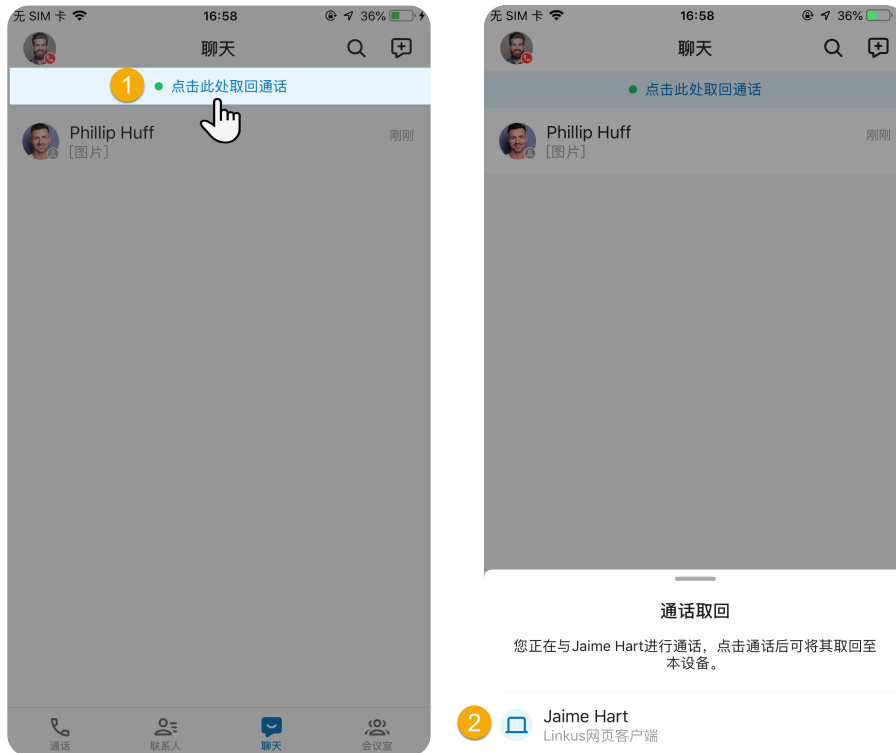 无 SIM 卡
16:58
36%
聊天
1
点击此处取回通话
Phillip Huff
刚刚
[图片]
通话
联系人
聊天
会议室
无 SIM 卡
16:58
36%
聊天
点击此处取回通话
Phillip Huff
刚刚
[图片]
通话取回
您正在与Jaime Hart进行通话，点击通话后可将其取回至
本设备。
2
Jaime Hart
Linkus网页客户端